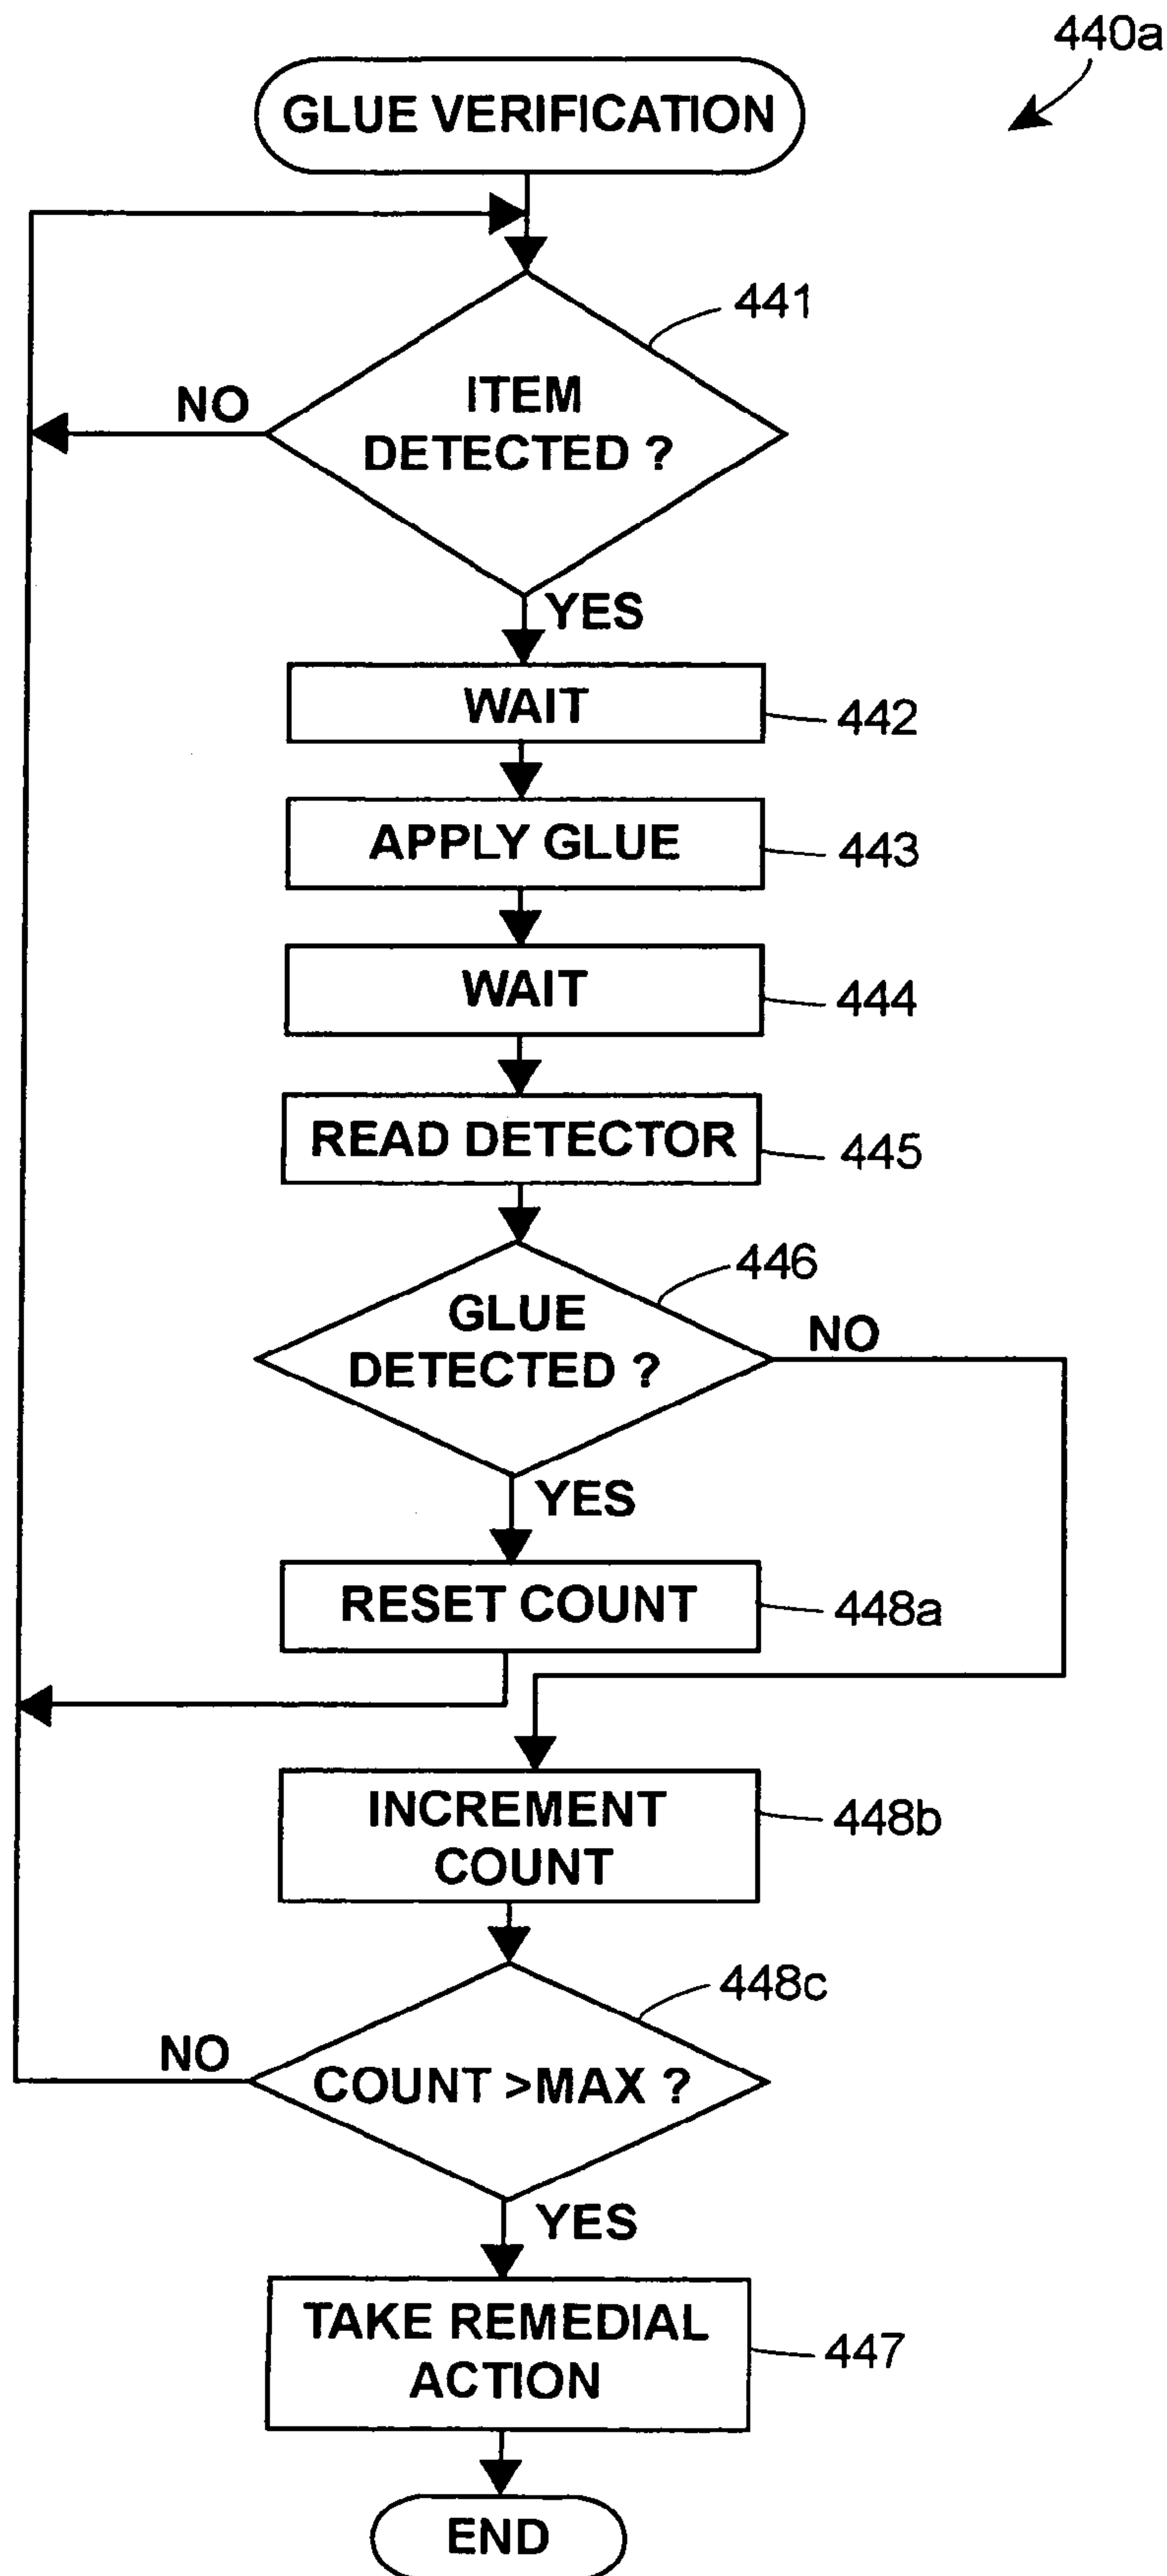 440a
GLUE VERIFICATION
441
ITEM
DETECTED ?
NO
YES
WAIT
442
APPLY GLUE
443
WAIT
444
READ DETECTOR
445
446
GLUE
DETECTED ?
NO
YES
RESET COUNT
448a
INCREMENT
COUNT
448b
448c
COUNT >MAX ?
NO
YES
TAKE REMEDIAL
ACTION
447
END